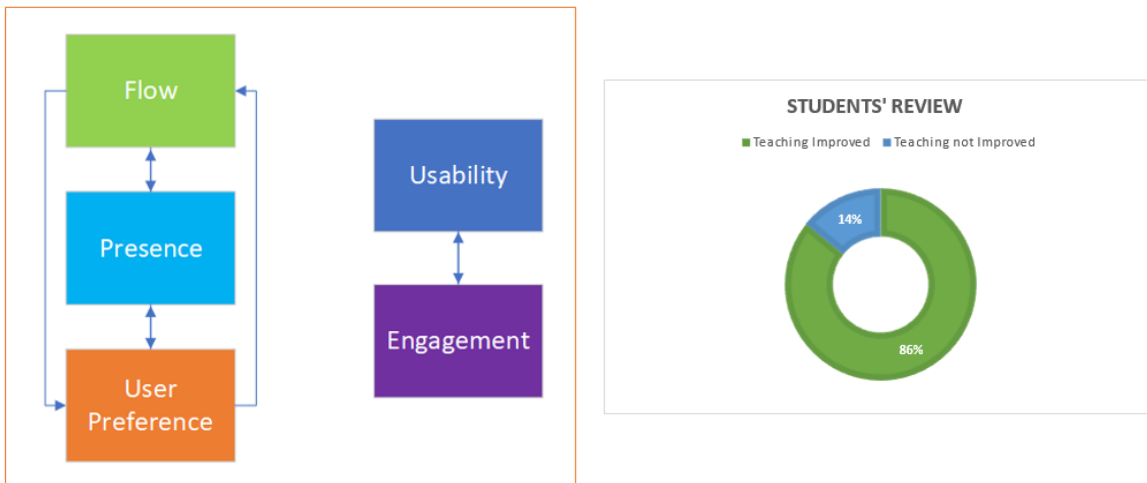 Flow
Presence
User
Preference
Usability
Engagement
STUDENTS' REVIEW
Teaching Improved Teaching not Improved
14%
86%